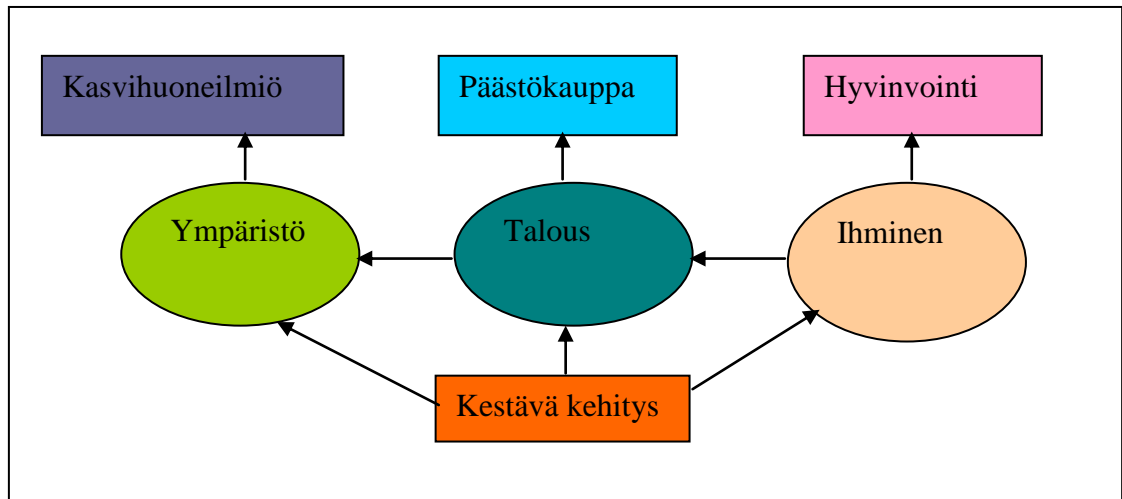 Kasvihuoneilmiö
Päästökauppa
Hyvinvointi
Ympäristö
Talous
Ihminen
Kestävä kehitys